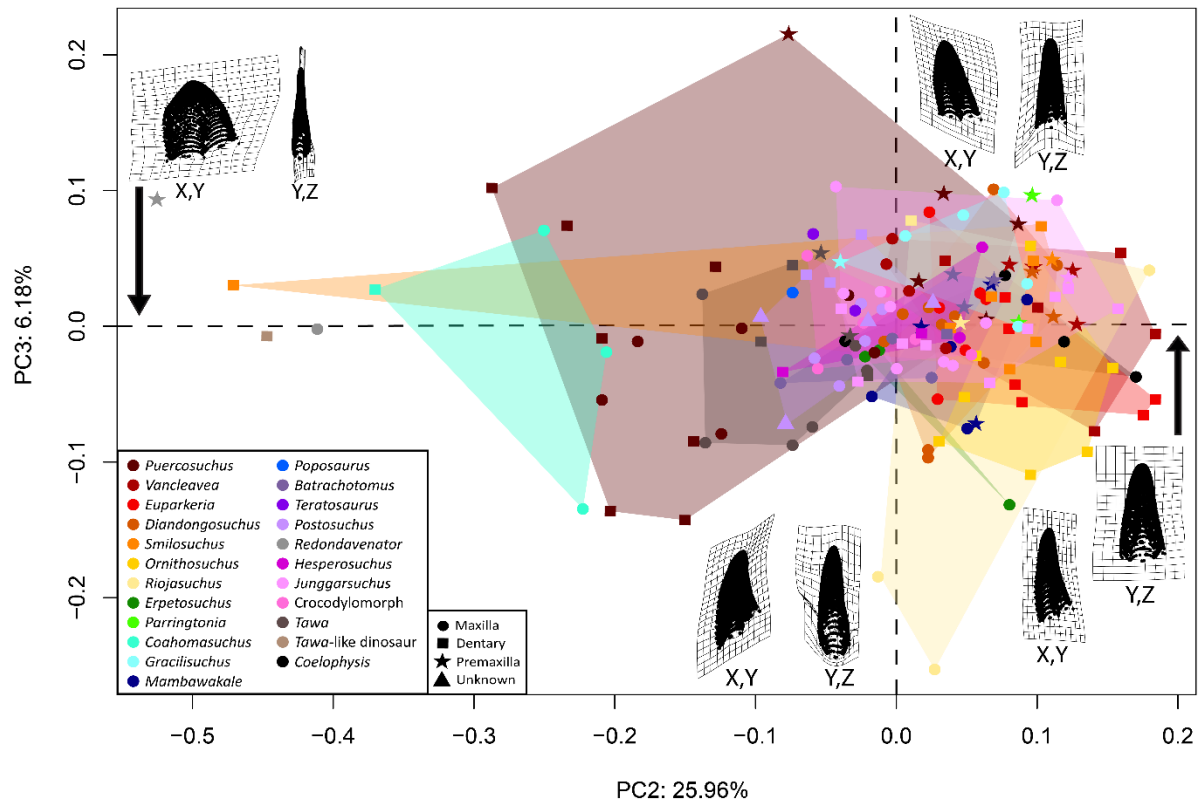 0.2
0.1
0.0
−0.1
−0.2
PC3: 6.18%
X,Y
Y,Z
X,Y
Y,Z
X,Y
Y,Z
X,Y
Y,Z
Puercosuchus
Vancleavea
Euparkeria
Diandongosuchus
Smilosuchus
Ornithosuchus
Riojasuchus
Erpetosuchus
Parringtonia
Coahomasuchus
Gracilisuchus
Mambawakale
Poposaurus
Batrachotomus
Teratosaurus
Postosuchus
Redondavenator
Hesperosuchus
Junggarsuchus
Crocodylomorph
Tawa
Tawa-like dinosaur
Coelophysis
Maxilla
Dentary
Premaxilla
Unknown
−0.5
−0.4
−0.3
−0.2
−0.1
0.0
0.1
0.2
PC2: 25.96%